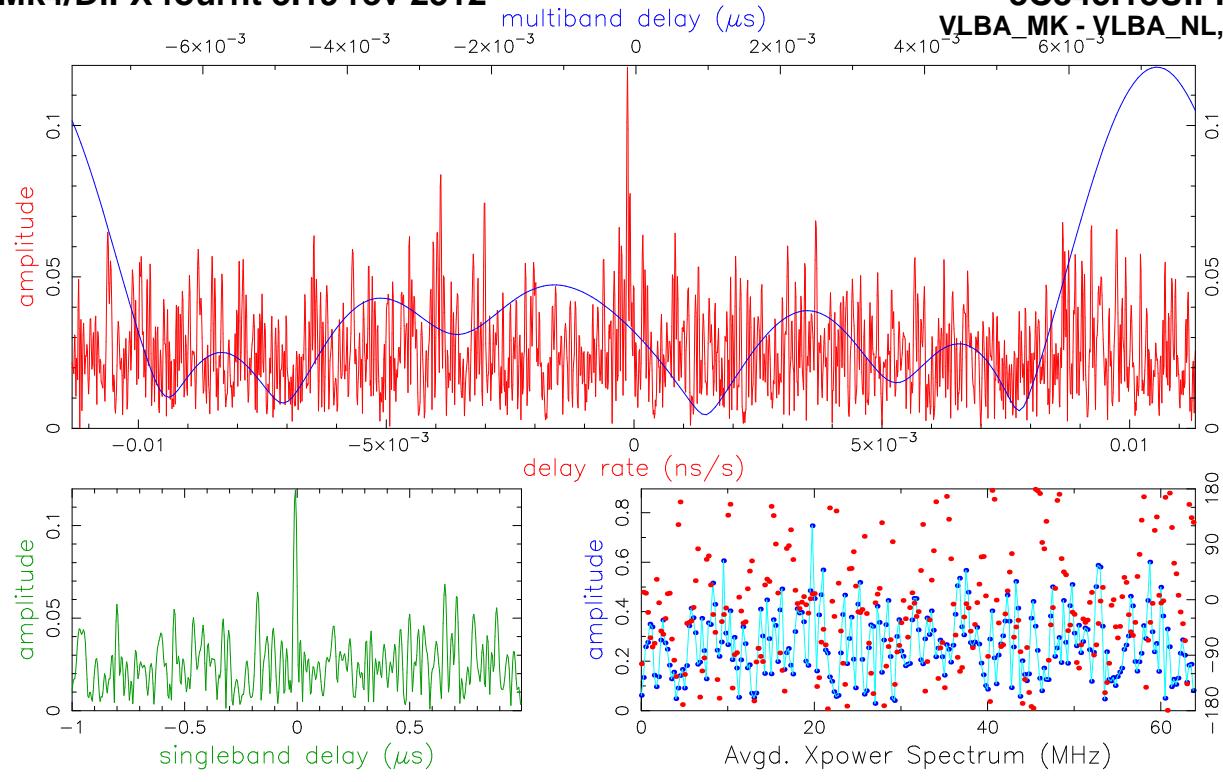 multiband delay (μs)
VLBA_MK - VLBA_NL,
−6×10⁻³ −4×10⁻³ −2×10⁻³ 0 2×10⁻³ 4×10⁻³ 6×10⁻³
amplitude
0 0.05 0.1
0 0.05 0.1
−0.01 −5×10⁻³ 0 5×10⁻³ 0.01
delay rate (ns/s)
amplitude
0 0.05 0.1
−1 −0.5 0 0.5
singleband delay (μs)
amplitude
0 0.2 0.4 0.6 0.8
−180 −90 0 90 180
0 20 40 60
Avgd. Xpower Spectrum (MHz)